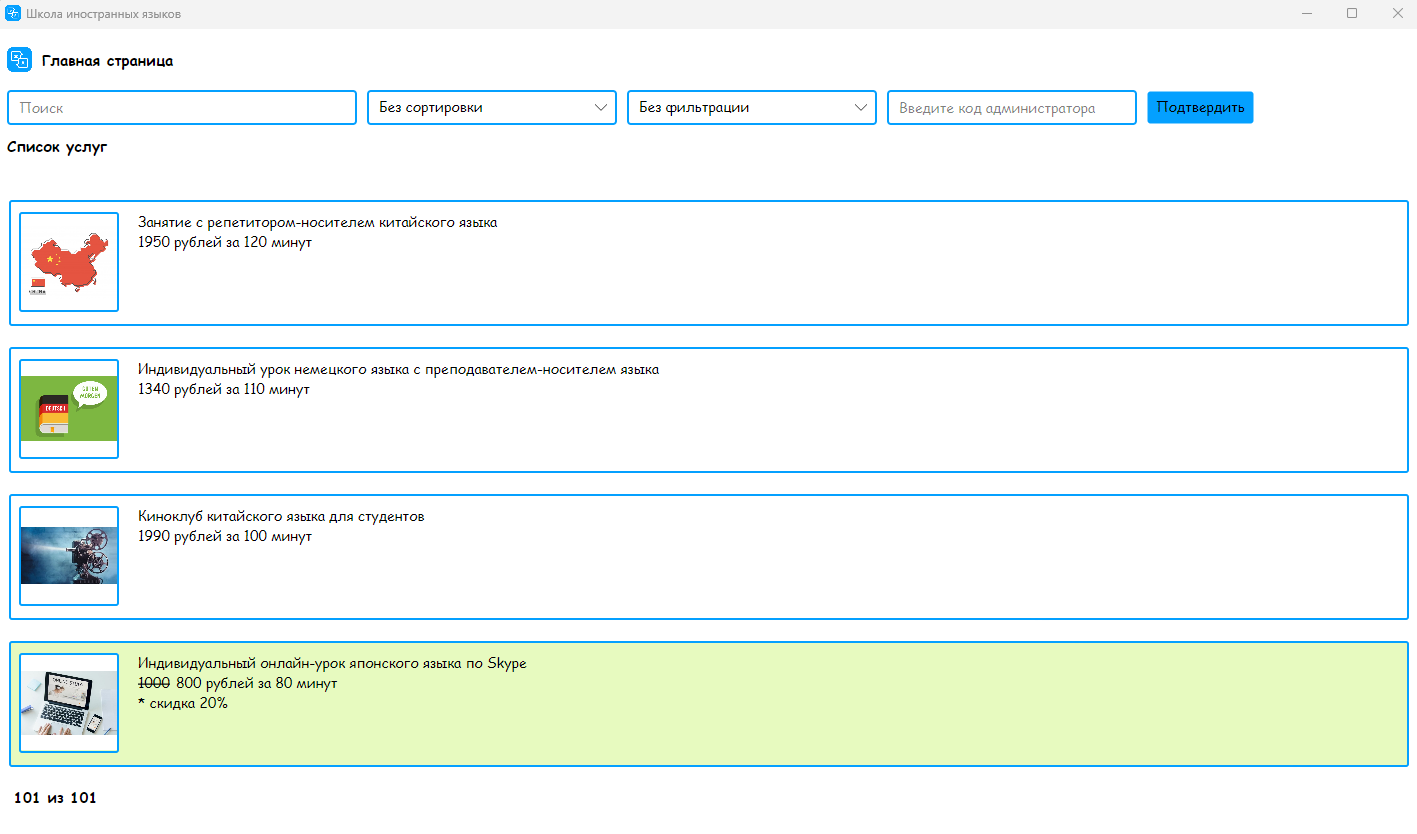 Школа иностранных языков
Главная страница
Поиск
Без сортировки
Без фильтрации
Введите код администратора
Подтвердить
Список услуг
Занятие с репетитором-носителем китайского языка
1950 рублей за 120 минут
Индивидуальный урок немецкого языка с преподавателем-носителем языка
1340 рублей за 110 минут
GUTEN
MORGEN
DEUTSCH
Киноклуб китайского языка для студентов
1990 рублей за 100 минут
Индивидуальный онлайн-урок японского языка по Skype
1000 800 рублей за 80 минут
* скидка 20%
101 из 101